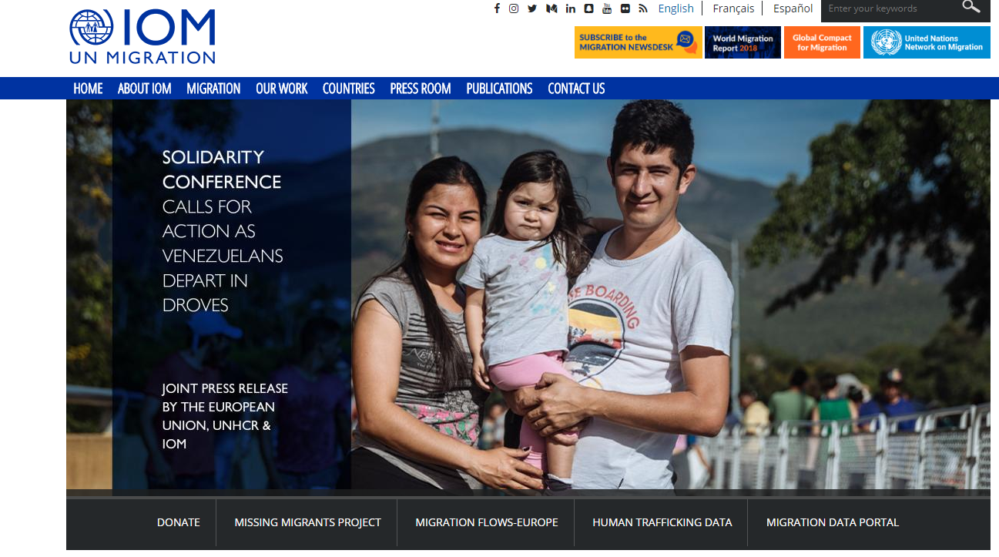 IOM
UN MIGRATION
English
Français
Español
Enter your keywords
SUBSCRIBE to the
MIGRATION NEWSDESK
World Migration
Report 2018
Global Compact
for Migration
United Nations
Network on Migration
HOME
ABOUT IOM
MIGRATION
OUR WORK
COUNTRIES
PRESS ROOM
PUBLICATIONS
CONTACT US
SOLIDARITY
CONFERENCE
CALLS FOR
ACTION AS
VENEZUELANS
DEPART IN
DROVES
JOINT PRESS RELEASE
BY THE EUROPEAN
UNION, UNHCR &
IOM
BOARDING
DONATE
MISSING MIGRANTS PROJECT
MIGRATION FLOWS-EUROPE
HUMAN TRAFFICKING DATA
MIGRATION DATA PORTAL